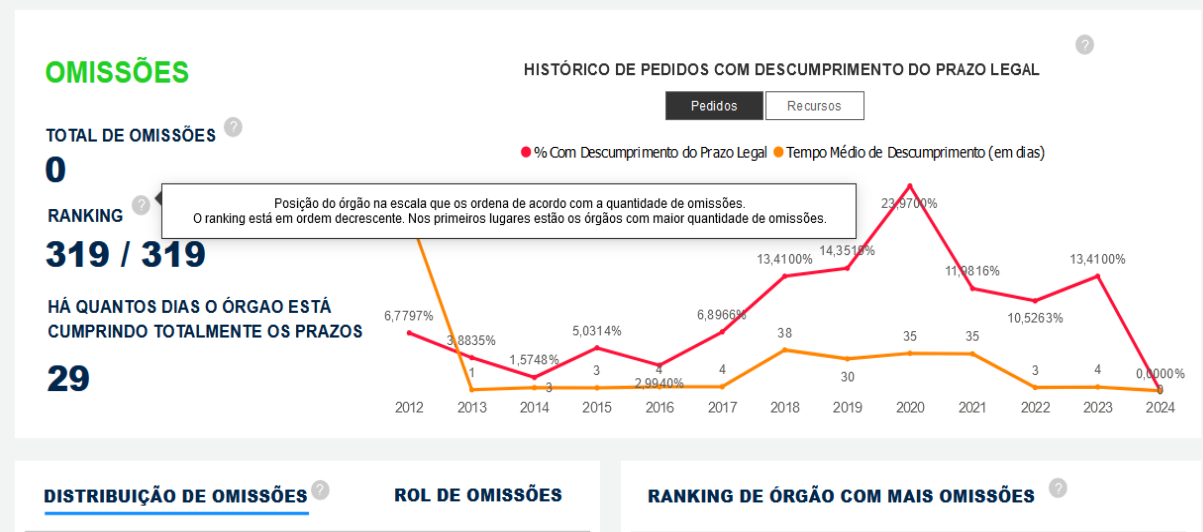 OMISSÕES
TOTAL DE OMISSÕES ?
0
RANKING ?
319 / 319
HÁ QUANTOS DIAS O ÓRGAO ESTÁ
CUMPRINDO TOTALMENTE OS PRAZOS
29
HISTÓRICO DE PEDIDOS COM DESCUMPRIMENTO DO PRAZO LEGAL ?
Pedidos Recursos
% Com Descumprimento do Prazo Legal Tempo Médio de Descumprimento (em dias)
Posição do órgão na escala que os ordena de acordo com a quantidade de omissões.
O ranking está em ordem decrescente. Nos primeiros lugares estão os órgãos com maior quantidade de omissões.
6,7797% 3,8835% 1,5748% 5,0314% 2,9940% 6,8966% 13,4100% 14,3519% 23,9700% 11,9816% 10,5263% 13,4100% 0,0000%
1 3 3 4 4 38 30 35 35 3 4 0
2012 2013 2014 2015 2016 2017 2018 2019 2020 2021 2022 2023 2024
DISTRIBUIÇÃO DE OMISSÕES ? ROL DE OMISSÕES
RANKING DE ÓRGÃO COM MAIS OMISSÕES ?